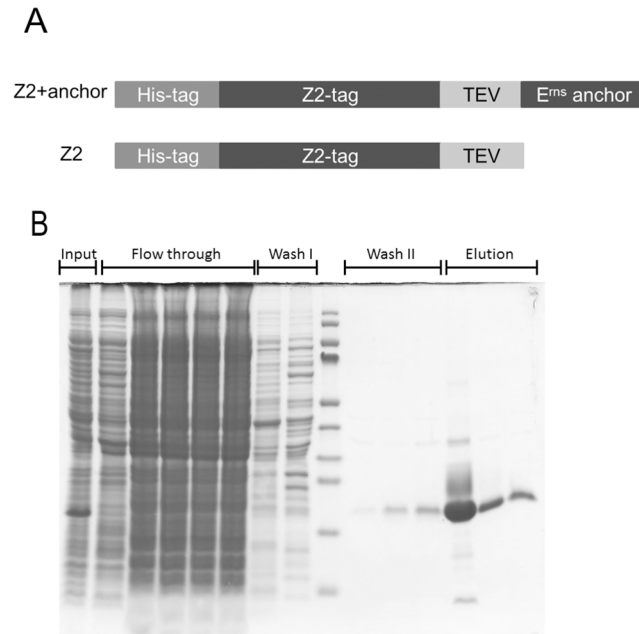 A
Z2+anchor His-tag Z2-tag TEV Erns anchor
Z2 His-tag Z2-tag TEV
B
Input Flow through Wash I Wash II Elution